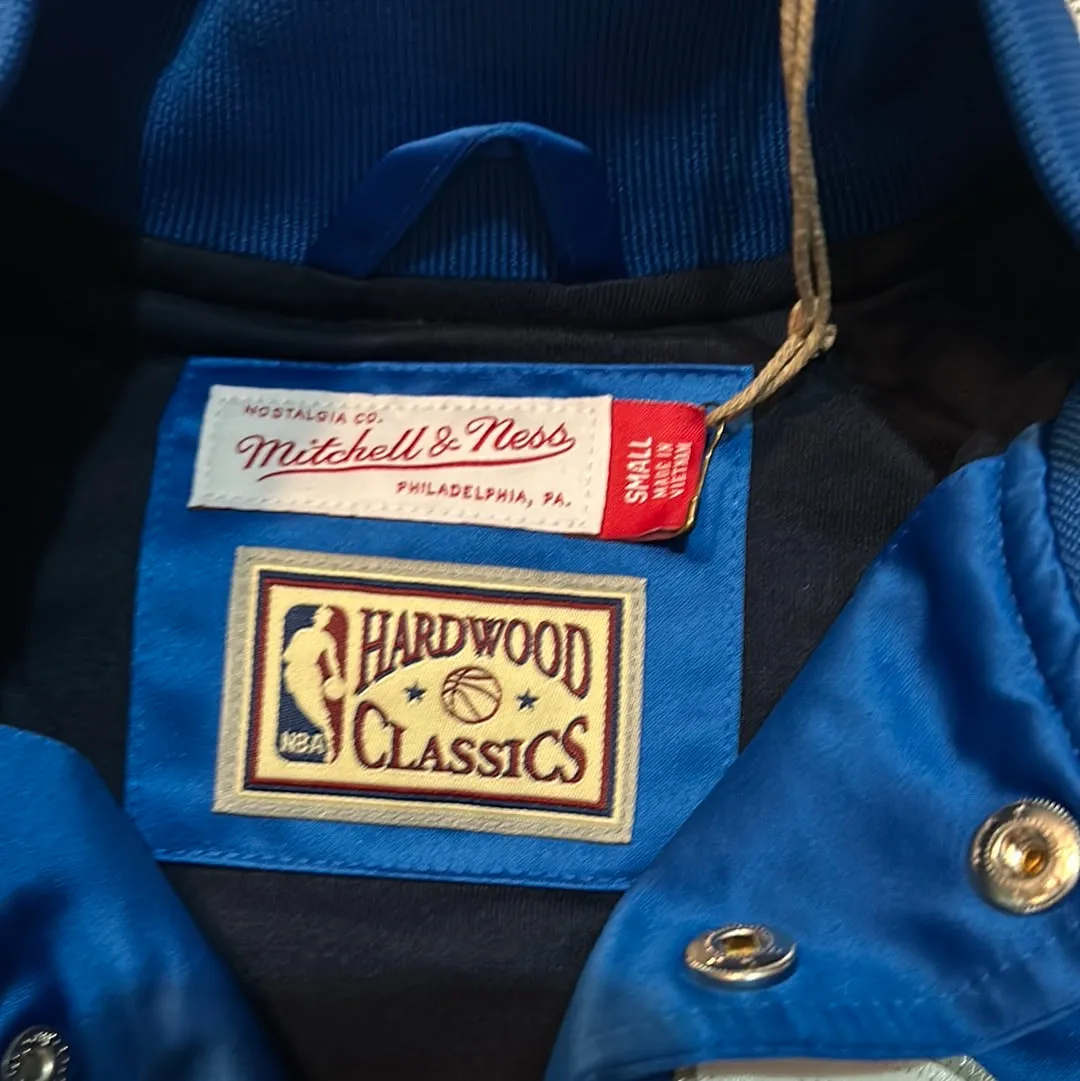 NOSTALGIA CO.
Mitchell & Ness
PHILADELPHIA, PA.
SMALL
MADE IN
VIETNAM
HARDWOOD
CLASSICS
NBA